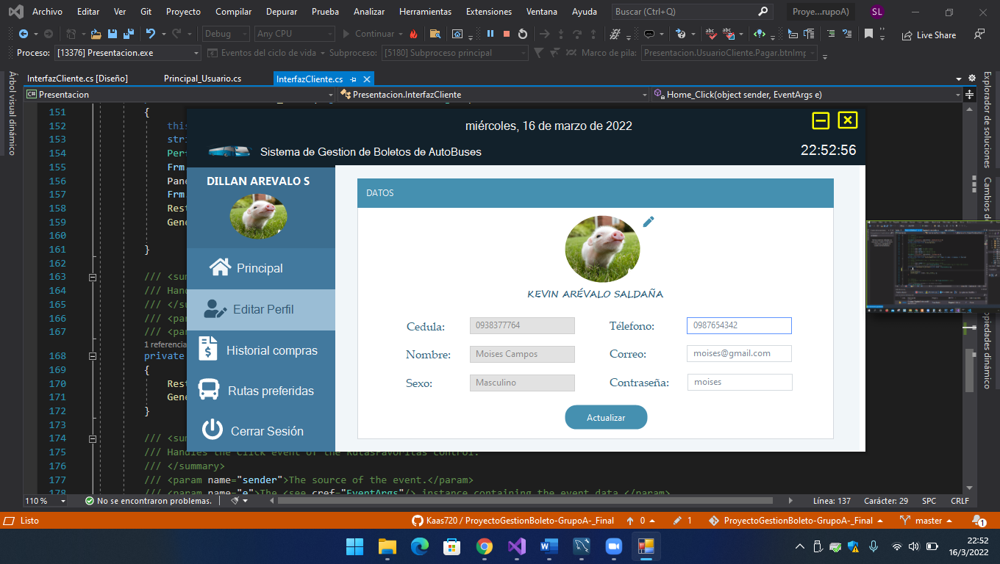 Archivo Editar Ver Git Proyecto Compilar Depurar Prueba Analizar Herramientas Extensiones Ventana Ayuda Buscar (Ctrl+Q) Proye...rupoA) SL
Debug Any CPU Continuar Live Share
Proceso: [13376] Presentacion.exe Eventos del ciclo de vida Subproceso: [5180] Subproceso principal Marco de pila: Presentacion.UsuarioCliente.Pagar.btnImp
Árbol visual dinámico
InterfazCliente.cs [Diseño] Principal_Usuario.cs InterfazCliente.cs
Presentacion Presentacion.InterfazCliente Home_Click(object sender, EventArgs e)
Explorador de soluciones
Cambios de
piedades dinámico
151 {
152 this
153 stri
154 Per
155 Frm
156 Pane
157 Frm
158 Rest
159 Gene
160
161 }
162
163 /// <sum
164 /// Hand
165 /// </su
166 /// <par
167 /// <par
1 referencia
168 private
169 {
170 Rest
171 Gene
172 }
173
174 /// <sum
175 /// Handles the Click event of the RutasFavoritas control.
176 /// </summary>
177 /// <param name="sender">The source of the event.</param>
178 /// <param name="e">The <see cref="EventArgs"/> instance containing the event data.</param>
miércoles, 16 de marzo de 2022
Sistema de Gestion de Boletos de AutoBuses 22:52:56
DILLAN AREVALO S
Principal
Editar Perfil
Historial compras
Rutas preferidas
Cerrar Sesión
DATOS
KEVIN ARÉVALO SALDAÑA
Cedula: 0938377764 Télefono: 0987654342
Nombre: Moises Campos Correo: moises@gmail.com
Sexo: Masculino Contraseña: moises
Actualizar
110 % No se encontraron problemas. Línea: 137 Carácter: 29 SPC CRLF
Listo Kaas720 / ProyectoGestionBoleto-GrupoA-_Final 0 1 ProyectoGestionBoleto-GrupoA-_Final master 1
22:52
16/3/2022